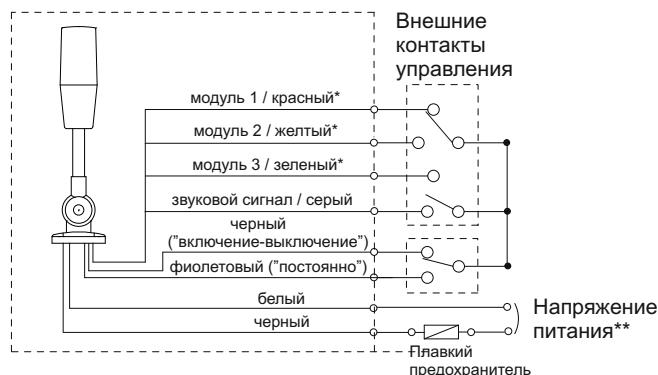 Внешние
контакты
управления
модуль 1 / красный*
модуль 2 / желтый*
модуль 3 / зеленый*
звуковой сигнал / серый
черный
("включение-выключение")
фиолетовый ("постоянно")
белый
черный
Напряжение
питания**
Плавкий
предохранитель